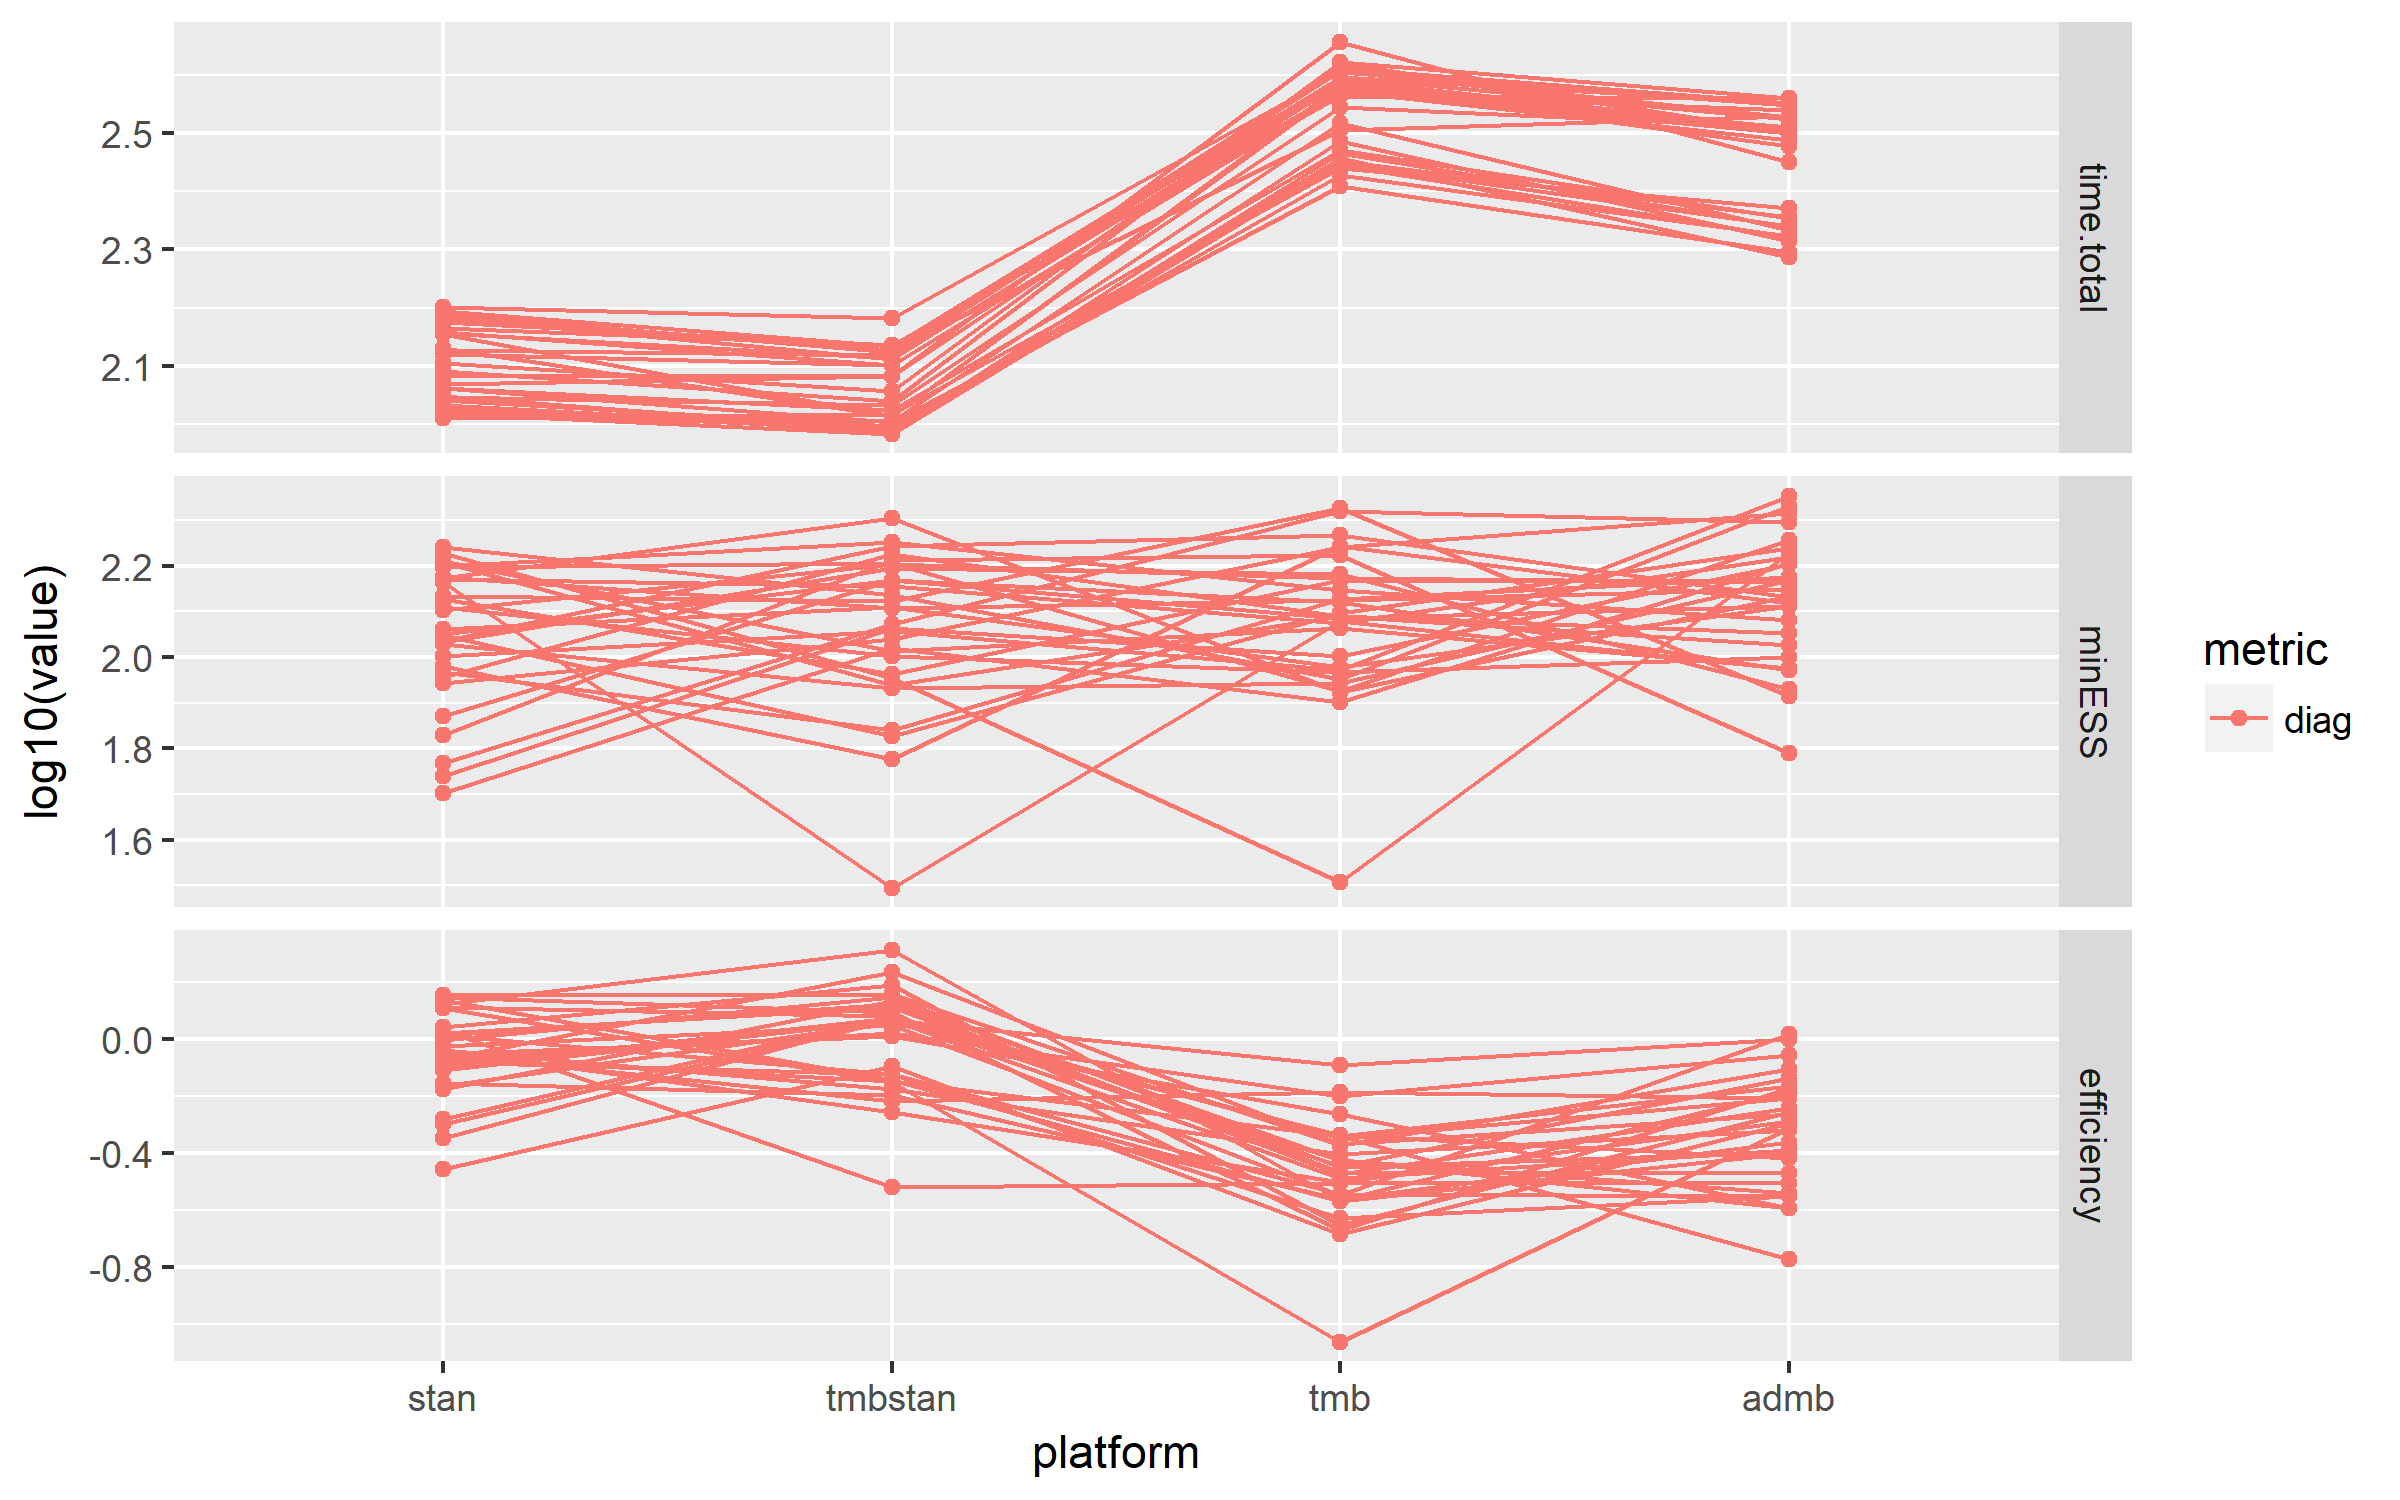 log10(value)
2.5
2.3
2.1
time.total
2.2
2.0
1.8
1.6
minESS
0.0
-0.4
-0.8
efficiency
stan
tmbstan
tmb
admb
platform
metric
diag